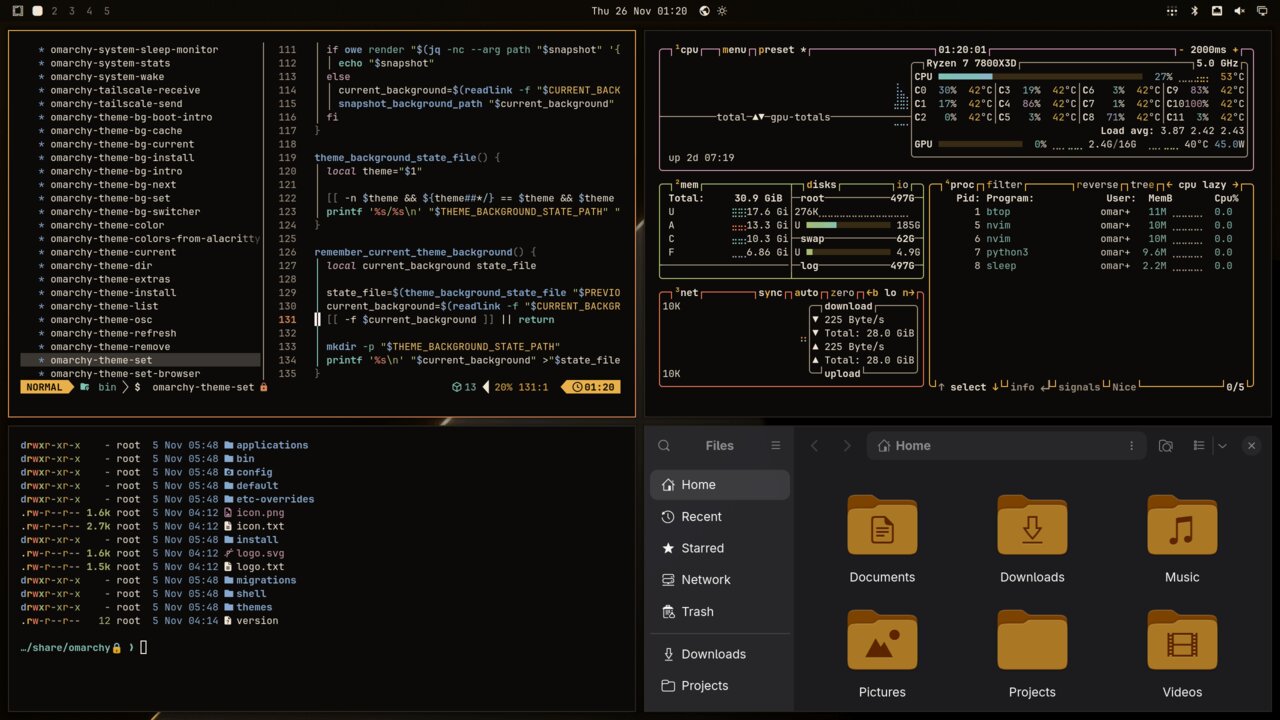 2 3 4 5
Thu 26 Nov 01:20
* omarchy-system-sleep-monitor
* omarchy-system-stats
* omarchy-system-wake
* omarchy-tailscale-receive
* omarchy-tailscale-send
* omarchy-theme-bg-boot-intro
* omarchy-theme-bg-cache
* omarchy-theme-bg-current
* omarchy-theme-bg-install
* omarchy-theme-bg-intro
* omarchy-theme-bg-next
* omarchy-theme-bg-set
* omarchy-theme-bg-switcher
* omarchy-theme-color
* omarchy-theme-colors-from-alacritty
* omarchy-theme-current
* omarchy-theme-dir
* omarchy-theme-extras
* omarchy-theme-install
* omarchy-theme-list
* omarchy-theme-osc
* omarchy-theme-refresh
* omarchy-theme-remove
* omarchy-theme-set
* omarchy-theme-set-browser
111 if owe render "$(jq -nc --arg path "$snapshot" '{
112 echo "$snapshot"
113 else
114 current_background=$(readlink -f "$CURRENT_BACK
115 snapshot_background_path "$current_background"
116 fi
117 }
118
119 theme_background_state_file() {
120 local theme="$1"
121
122 [[ -n $theme && ${theme##*/} == $theme && $theme
123 printf '%s/%s\n' "$THEME_BACKGROUND_STATE_PATH" "
124 }
125
126 remember_current_theme_background() {
127 local current_background state_file
128
129 state_file=$(theme_background_state_file "$PREVIO
130 current_background=$(readlink -f "$CURRENT_BACKGR
131 [[ -f $current_background ]] || return
132
133 mkdir -p "$THEME_BACKGROUND_STATE_PATH"
134 printf '%s\n' "$current_background" >"$state_file
135 }
NORMAL bin $ omarchy-theme-set 13 20% 131:1 01:20
¹cpu menu preset * 01:20:01 - 2000ms +
Ryzen 7 7800X3D 5.0 GHz
CPU 27% 53°C
C0 30% 42°C C3 19% 42°C C6 3% 42°C C9 83% 42°C
C1 17% 42°C C4 86% 42°C C7 1% 42°C C10100% 42°C
C2 0% 42°C C5 3% 42°C C8 71% 42°C C11 3% 42°C
total ▲▼ gpu-totals
Load avg: 3.87 2.42 2.43
GPU 0% 2.4G/16G 40°C 45.0W
up 2d 07:19
²mem disks io
Total: 30.9 GiB
U 17.6 Gi
A 13.3 Gi
C 10.3 Gi
F 6.86 Gi
root 497G
276K
U 185G
swap 62G
U 4.9G
log 497G
³net sync auto zero ←b lo n→
10K
download
▼ 225 Byte/s
▼ Total: 28.0 GiB
▲ 225 Byte/s
▲ Total: 28.0 GiB
upload
10K
⁴proc filter reverse tree ← cpu lazy →
Pid: Program: User: MemB Cpu%
1 btop omar+ 11M 0.0
5 nvim omar+ 10M 0.0
6 nvim omar+ 10M 0.0
7 python3 omar+ 9.6M 0.0
8 sleep omar+ 2.2M 0.0
↑ select ↓ info ↵ signals Nice 0/5
drwxr-xr-x - root 5 Nov 05:48 applications
drwxr-xr-x - root 5 Nov 05:48 bin
drwxr-xr-x - root 5 Nov 05:48 config
drwxr-xr-x - root 5 Nov 05:48 default
drwxr-xr-x - root 5 Nov 05:48 etc-overrides
.rw-r--r-- 1.6k root 5 Nov 04:12 icon.png
.rw-r--r-- 2.7k root 5 Nov 04:12 icon.txt
drwxr-xr-x - root 5 Nov 05:48 install
.rw-r--r-- 1.6k root 5 Nov 04:12 logo.svg
.rw-r--r-- 1.5k root 5 Nov 04:12 logo.txt
drwxr-xr-x - root 5 Nov 05:48 migrations
drwxr-xr-x - root 5 Nov 05:48 shell
drwxr-xr-x - root 5 Nov 05:48 themes
.rw-r--r-- 12 root 5 Nov 04:14 version
…/share/omarchy ❯
Files
Home
Recent
Starred
Network
Trash
Downloads
Projects
Home
Documents
Downloads
Music
Pictures
Projects
Videos